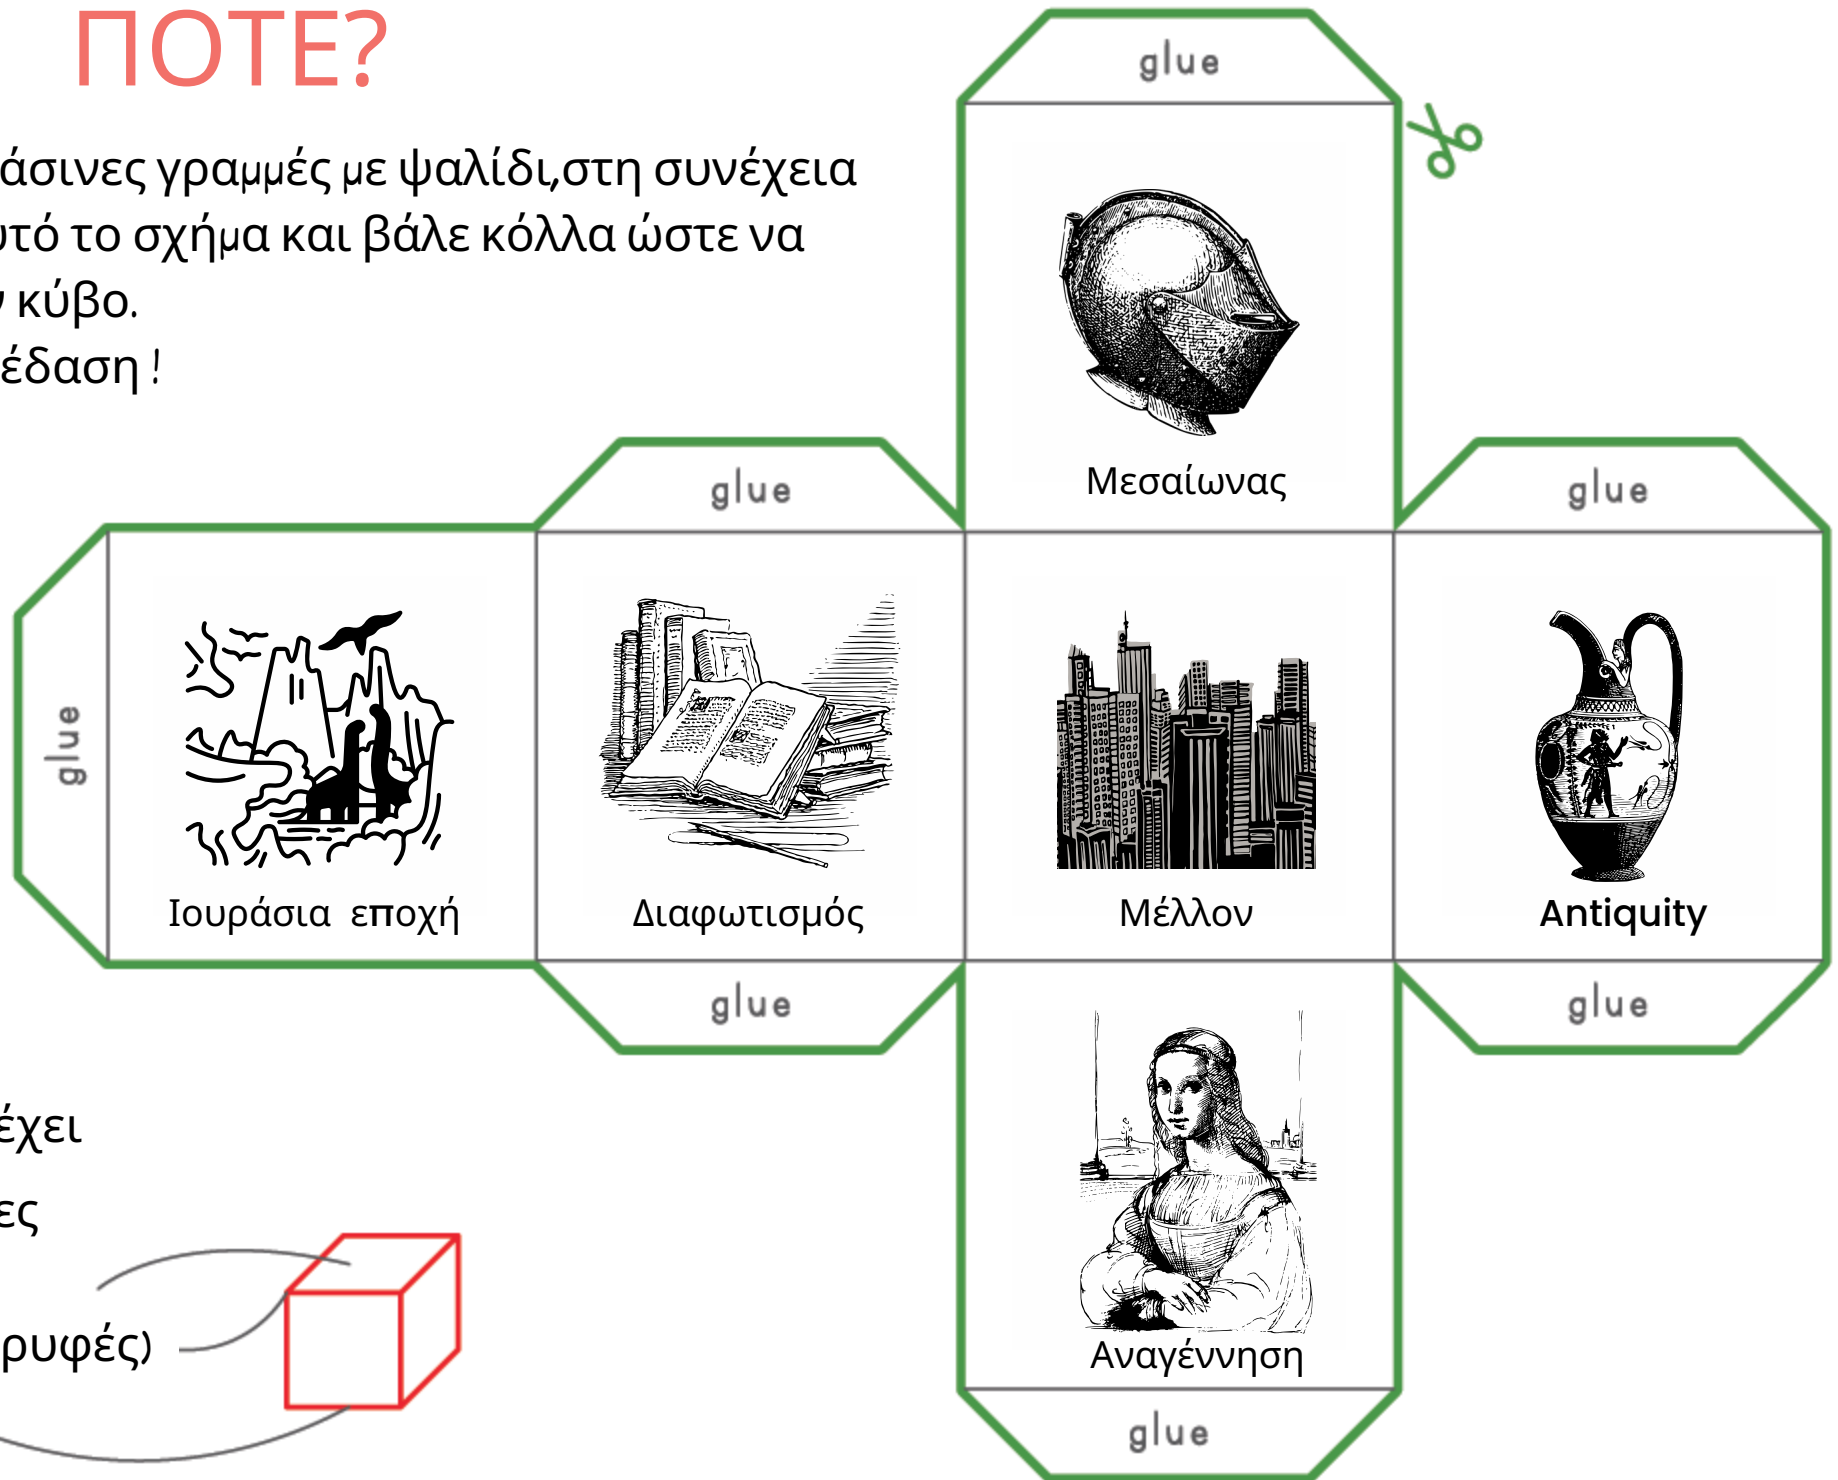 ΠΟΤΕ?
άσινες γραμμές με ψαλίδι,στη συνέχεια
υτό το σχήμα και βάλε κόλλα ώστε να
κύβο.
έδαση !
glue
Μεσαίωνας
glue
glue
glue
Ιουράσια εποχή
Διαφωτισμός
Μέλλον
Antiquity
glue
glue
Αναγέννηση
glue
έχει
ες
ρυφές)